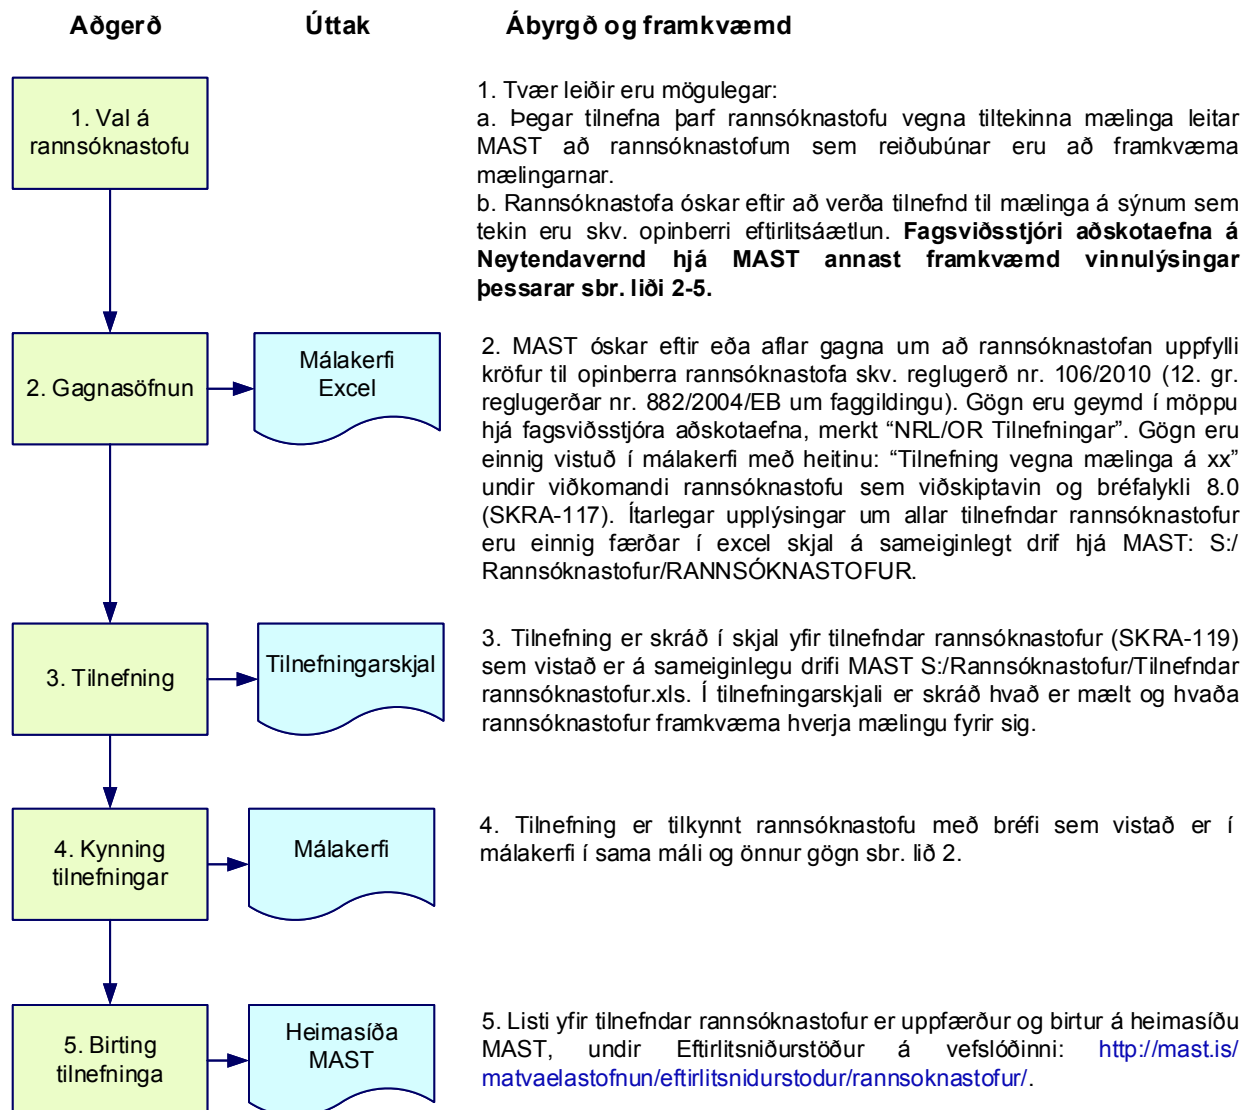 Aðgerð
Úttak
Ábyrgð og framkvæmd
1. Val á
rannsóknastofu
1. Tvær leiðir eru mögulegar:
a. Þegar tilnefna þarf rannsóknastofu vegna tiltekinna mælinga leitar
MAST að rannsóknastofum sem reiðubúnar eru að framkvæma
mælingarnar.
b. Rannsóknastofa óskar eftir að verða tilnefnd til mælinga á sýnum sem
tekin eru skv. opinberri eftirlitsáætlun. Fagsviðsstjóri aðskotaefna á
Neytendavernd hjá MAST annast framkvæmd vinnulýsingar
þessarar sbr. liði 2-5.
2. Gagnasöfnun
Málakerfi
Excel
2. MAST óskar eftir eða aflar gagna um að rannsóknastofan uppfylli
kröfur til opinberra rannsóknastofa skv. reglugerð nr. 106/2010 (12. gr.
reglugerðar nr. 882/2004/EB um faggildingu). Gögn eru geymd í möppu
hjá fagsviðsstjóra aðskotaefna, merkt “NRL/OR Tilnefningar”. Gögn eru
einnig vistuð í málakerfi með heitinu: “Tilnefning vegna mælinga á xx”
undir viðkomandi rannsóknastofu sem viðskiptavin og bréfalykli 8.0
(SKRA-117). Ítarlegar upplýsingar um allar tilnefndar rannsóknastofur
eru einnig færðar í excel skjal á sameiginlegt drif hjá MAST: S:/
Rannsóknastofur/RANNSÓKNASTOFUR.
3. Tilnefning
Tilnefningarskjal
3. Tilnefning er skráð í skjal yfir tilnefndar rannsóknastofur (SKRA-119)
sem vistað er á sameiginlegu drifi MAST S:/Rannsóknastofur/Tilnefndar
rannsóknastofur.xls. Í tilnefningarskjali er skráð hvað er mælt og hvaða
rannsóknastofur framkvæma hverja mælingu fyrir sig.
4. Kynning
tilnefningar
Málakerfi
4. Tilnefning er tilkynnt rannsóknastofu með bréfi sem vistað er í
málakerfi í sama máli og önnur gögn sbr. lið 2.
5. Birting
tilnefninga
Heimasíða
MAST
5. Listi yfir tilnefndar rannsóknastofur er uppfærður og birtur á heimasíðu
MAST, undir Eftirlitsniðurstöður á vefslóðinni: http://mast.is/
matvaelastofnun/eftirlitsnidurstodur/rannsoknastofur/.